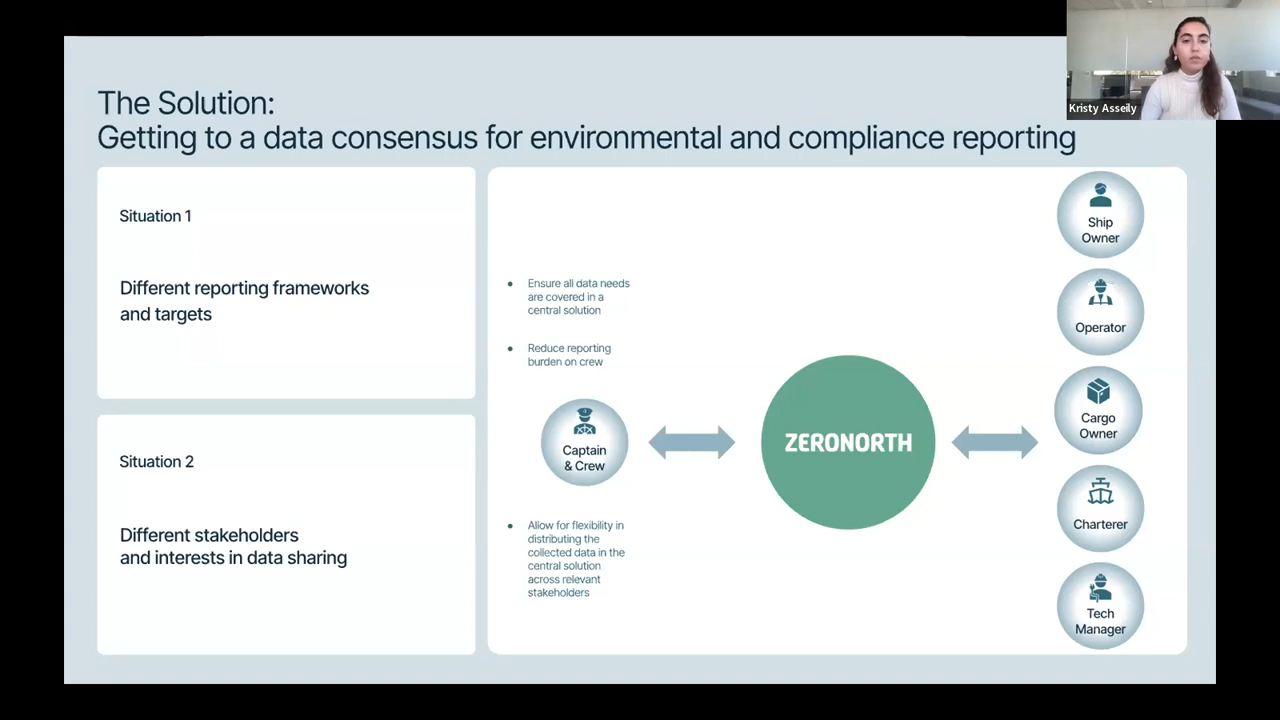 The Solution:
Getting to a data consensus for environmental and compliance reporting
Kristy Asseily
Situation 1
Different reporting frameworks
and targets
Situation 2
Different stakeholders
and interests in data sharing
• Ensure all data needs
are covered in a
central solution
• Reduce reporting
burden on crew
Captain
& Crew
• Allow for flexibility in
distributing the
collected data in the
central solution
across relevant
stakeholders
ZERONORTH
Ship
Owner
Operator
Cargo
Owner
Charterer
Tech
Manager